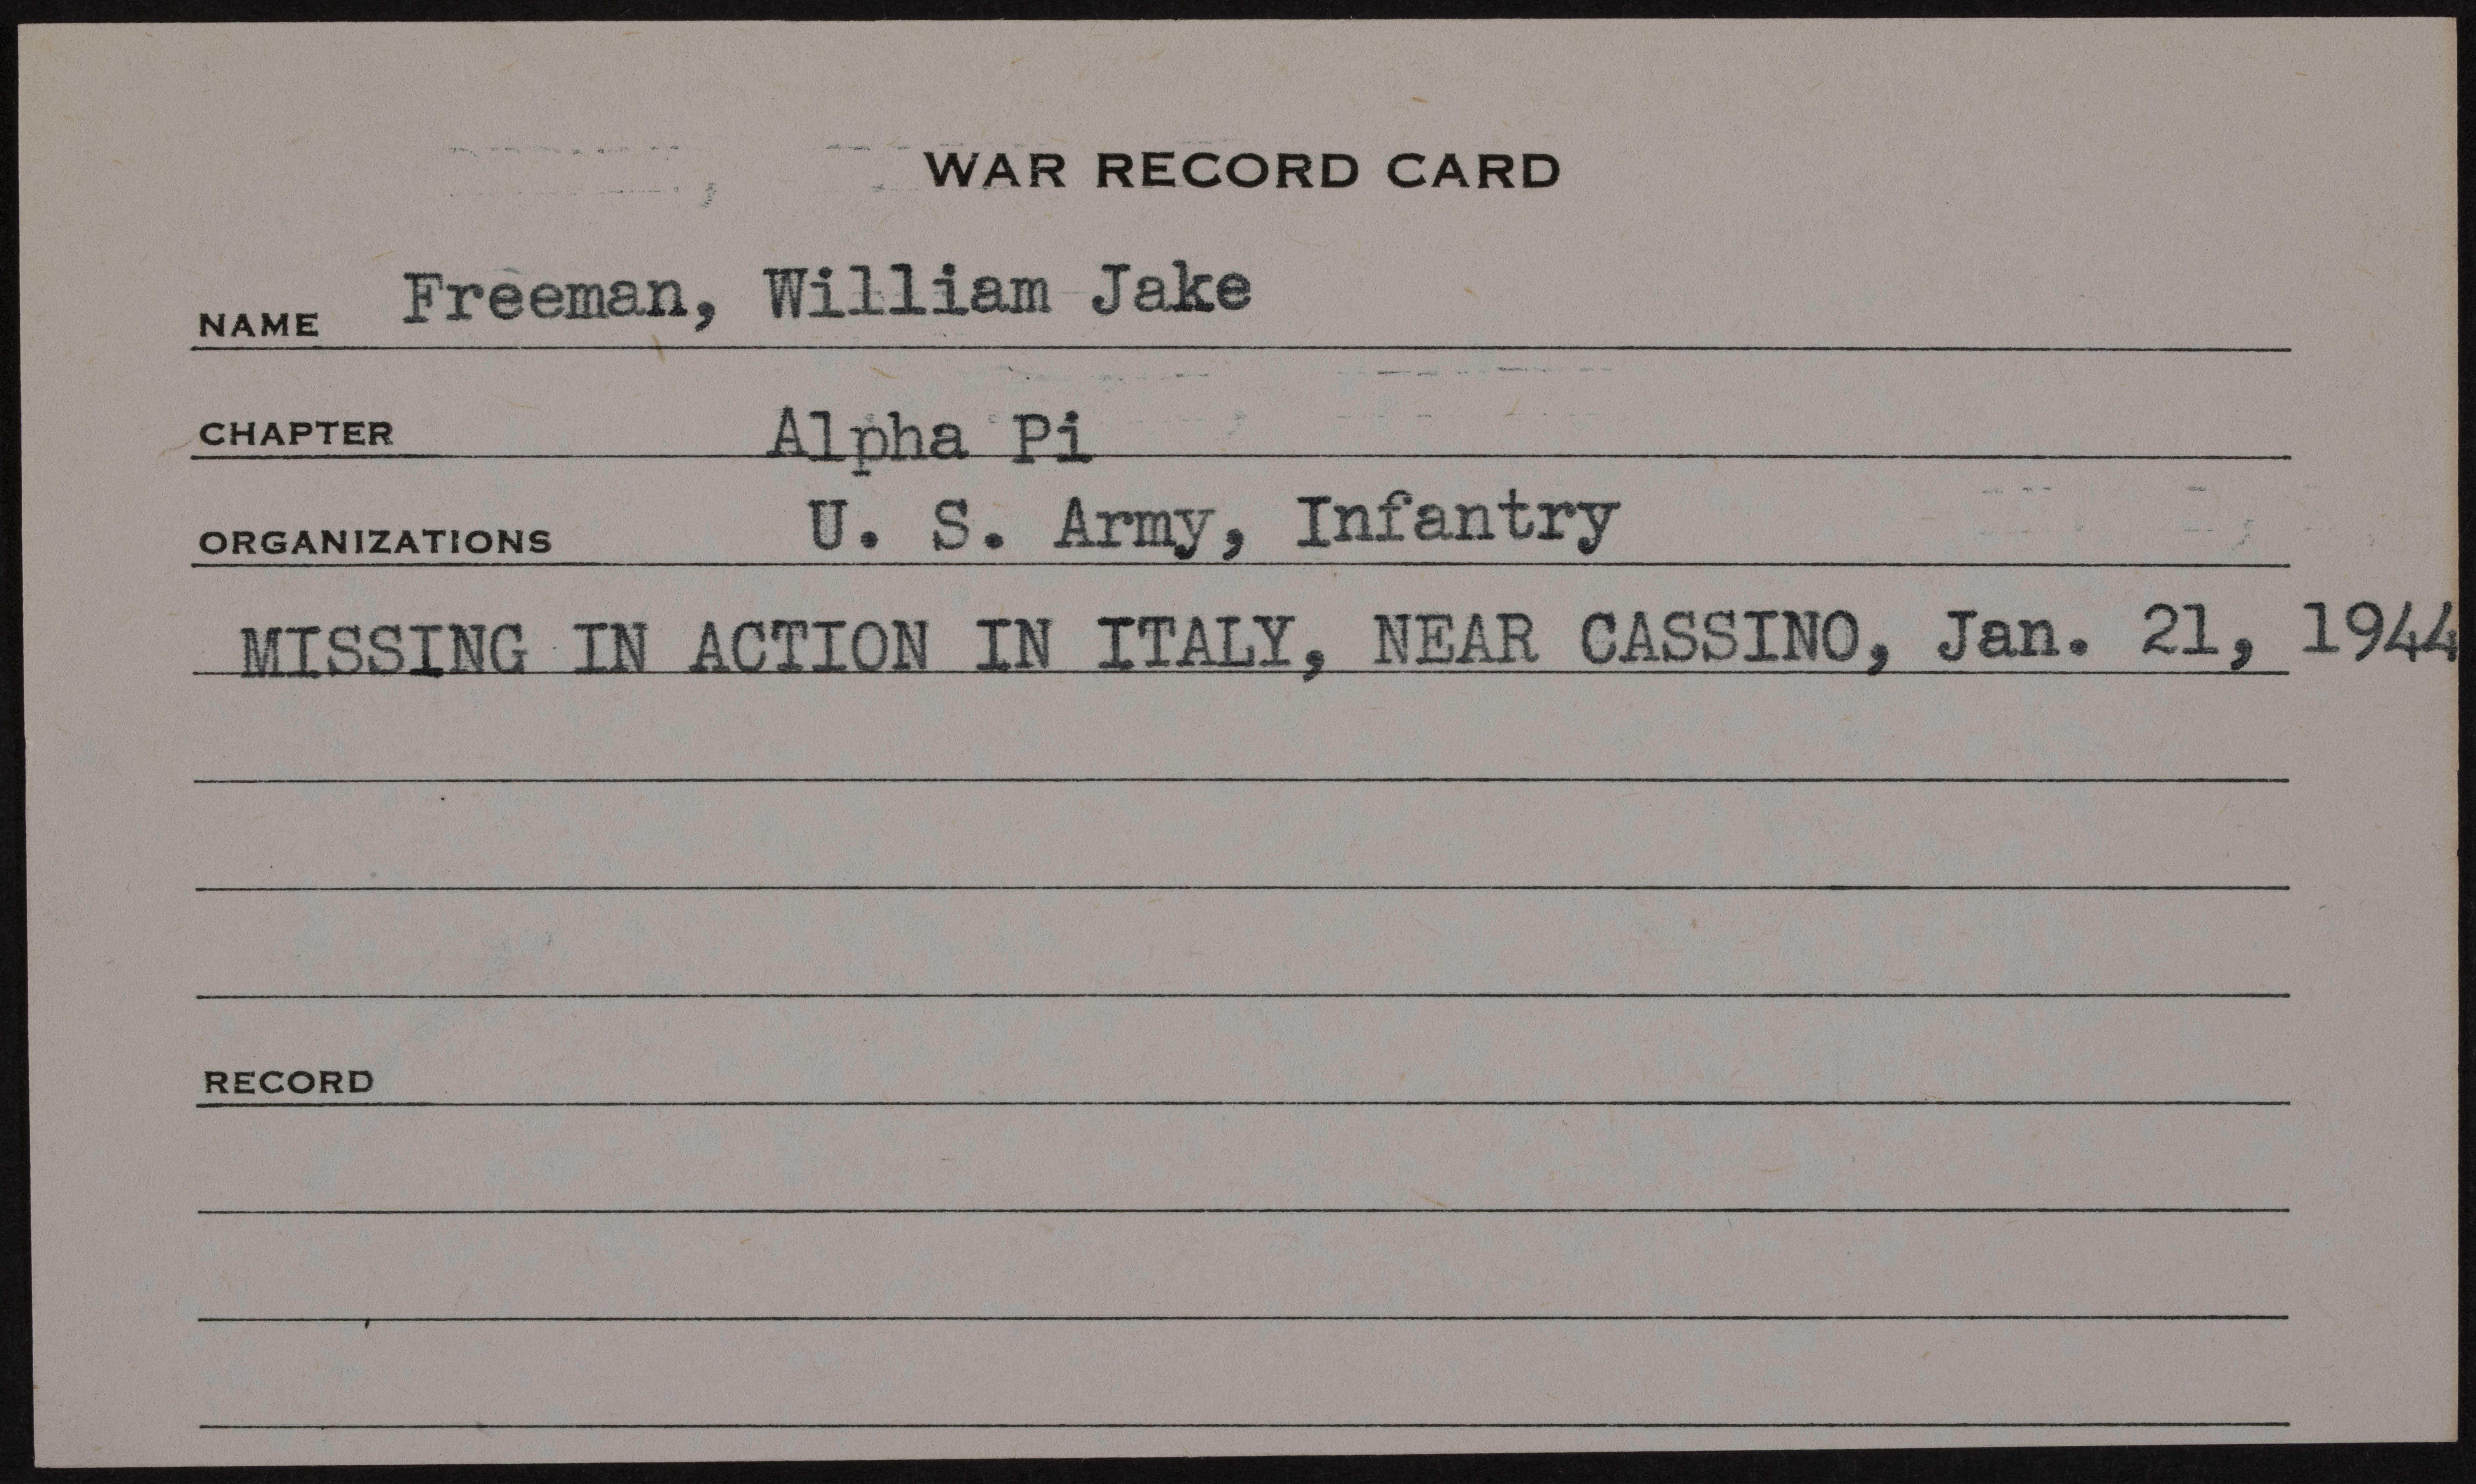 WAR RECORD CARD
NAME Freeman, William Jake
CHAPTER Alpha Pi
ORGANIZATIONS U. S. Army, Infantry
MISSING IN ACTION IN ITALY, NEAR CASSINO, Jan. 21, 1944
RECORD